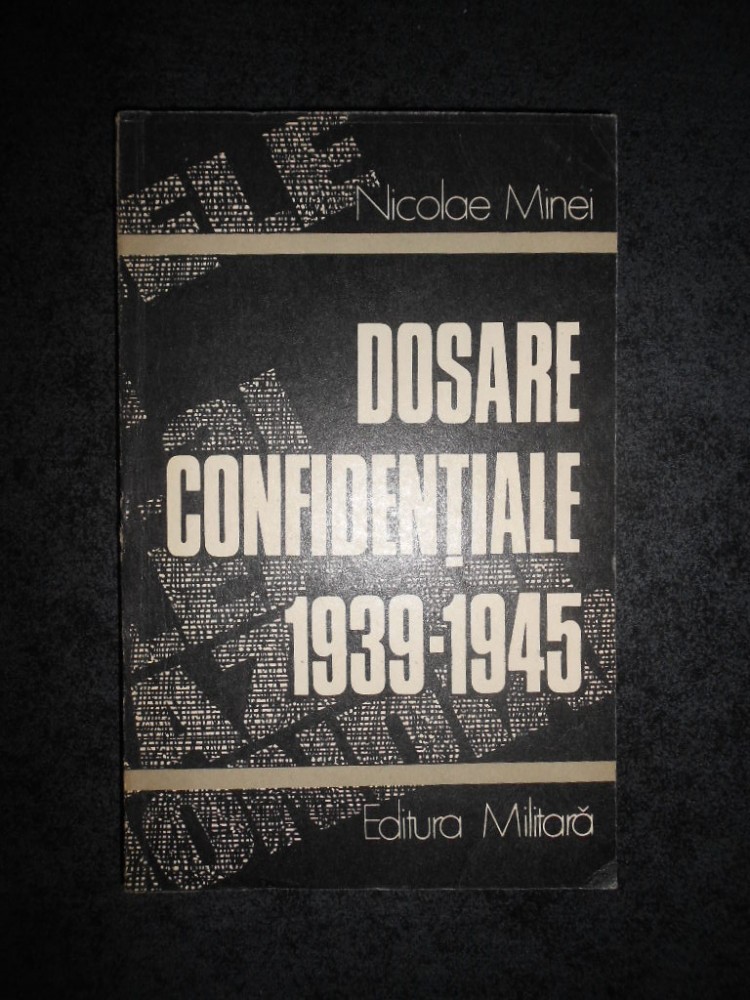 Nicolae Minei
DOSARE
CONFIDENȚIALE
1939-1945
Editura Militară